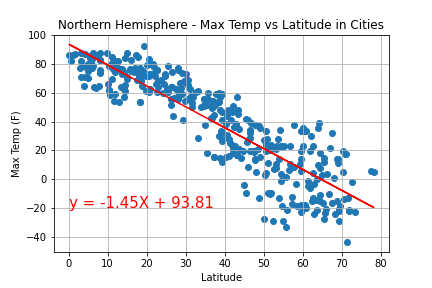 Northern Hemisphere - Max Temp vs Latitude in Cities
100
80
60
40
20
0
−20
−40
Max Temp (F)
y = -1.45X + 93.81
0 10 20 30 40 50 60 70 80
Latitude